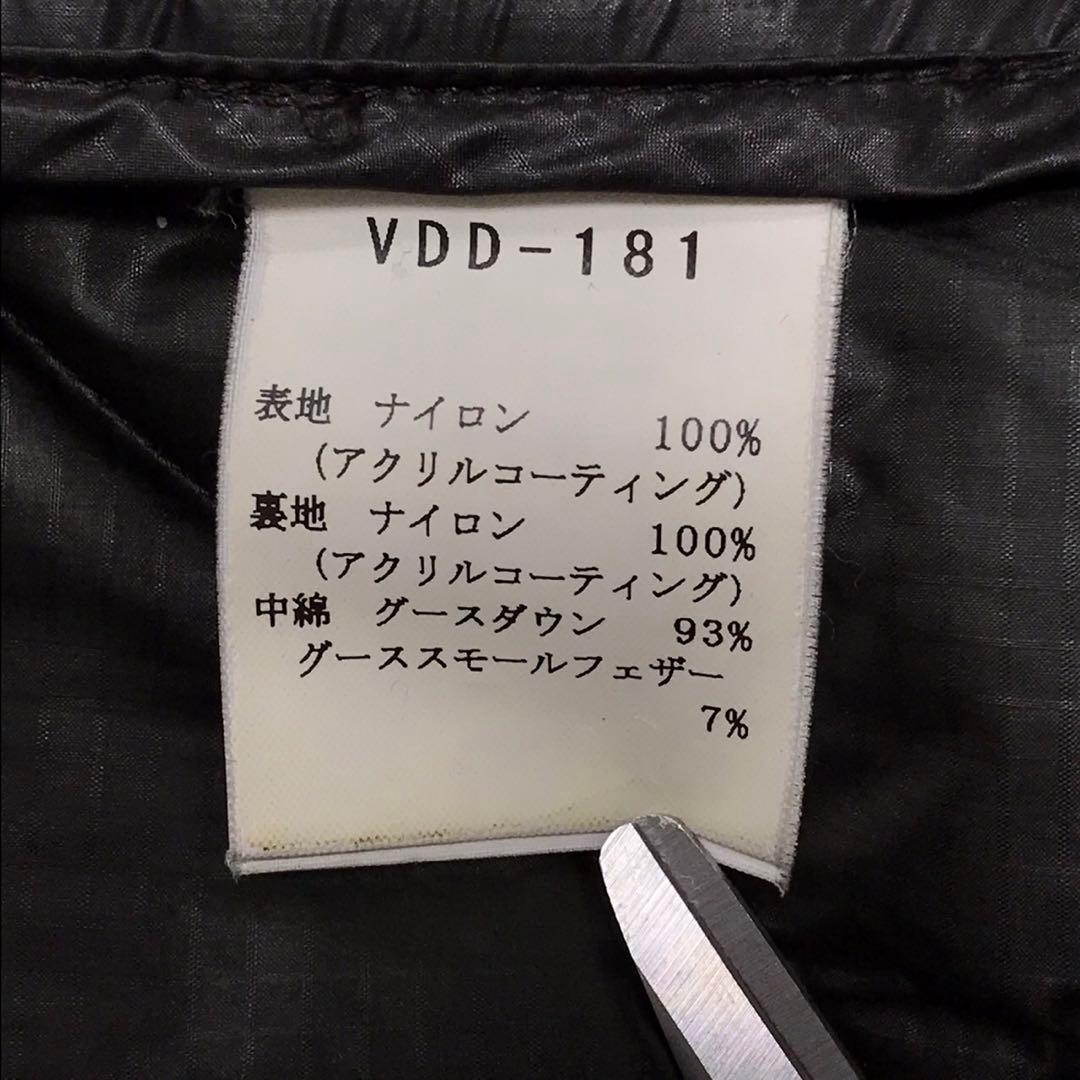 VDD-181
表地 ナイロン 100%
(アクリルコーティング)
裏地 ナイロン 100%
(アクリルコーティング)
中綿 グースダウン 93%
グーススモールフェザー
7%